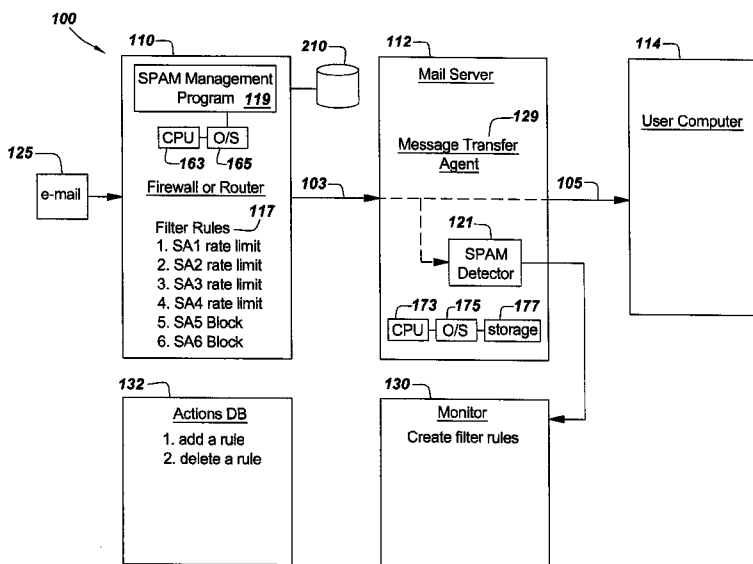 100
110
SPAM Management
Program 119
CPU
O/S
163
165
Firewall or Router
Filter Rules 117
1. SA1 rate limit
2. SA2 rate limit
3. SA3 rate limit
4. SA4 rate limit
5. SA5 Block
6. SA6 Block
210
125
e-mail
103
112
Mail Server
129
Message Transfer
Agent
121
SPAM
Detector
173
175
177
CPU
O/S
storage
105
114
User Computer
132
Actions DB
1. add a rule
2. delete a rule
130
Monitor
Create filter rules